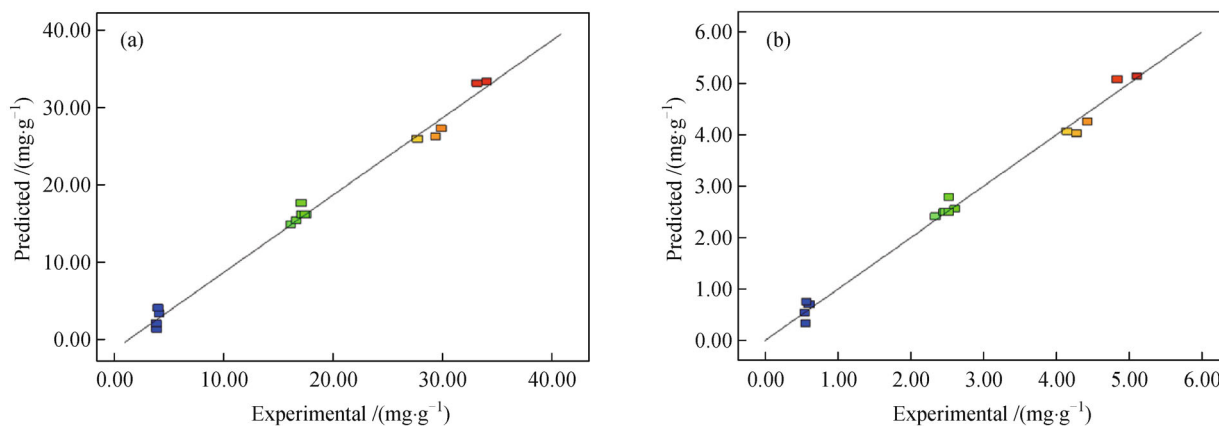 (a)
40.00
30.00
20.00
10.00
0.00
Predicted /(mg·g⁻¹)
0.00 10.00 20.00 30.00 40.00
Experimental /(mg·g⁻¹)
(b)
6.00
5.00
4.00
3.00
2.00
1.00
0.00
Predicted /(mg·g⁻¹)
0.00 1.00 2.00 3.00 4.00 5.00 6.00
Experimental /(mg·g⁻¹)